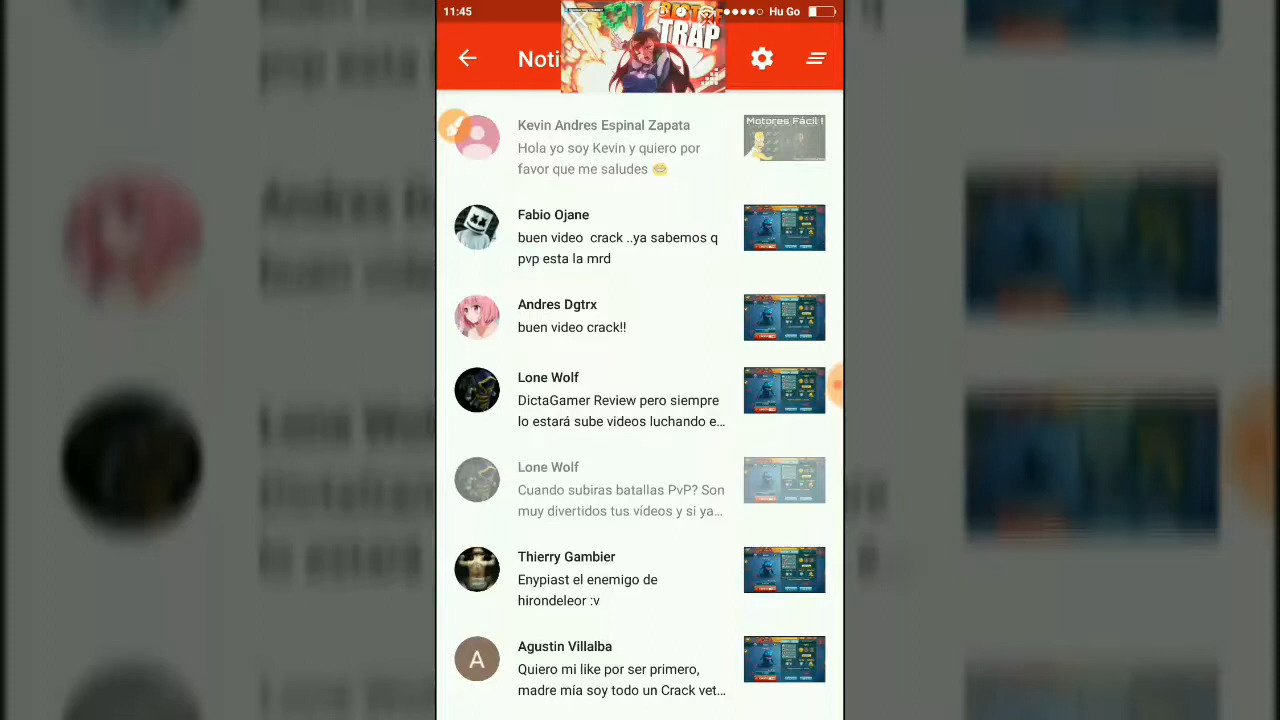 11:45
BEST OF
TRAP
Hu Go
Noti
Kevin Andres Espinal Zapata
Hola yo soy Kevin y quiero por
favor que me saludes 😂
Motores Fácil !
Fabio Ojane
buen video crack ..ya sabemos q
pvp esta la mrd
Andres Dgtrx
buen video crack!!
Lone Wolf
DictaGamer Review pero siempre
lo estará sube videos luchando e…
Lone Wolf
Cuando subiras batallas PvP? Son
muy divertidos tus videos y si ya…
Thierry Gambier
Enypiast el enemigo de
hirondeleor :v
A
Agustin Villalba
Quiero mi like por ser primero,
madre mía soy todo un Crack vet…